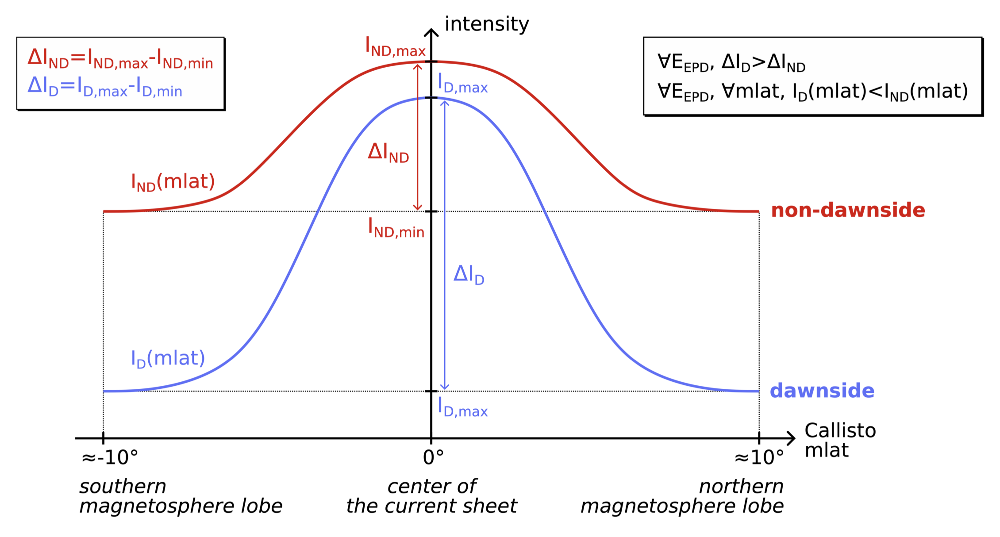 intensity
ΔI_ND=I_ND,max-I_ND,min
ΔI_D=I_D,max-I_D,min
I_ND,max
∀E_EPD, ΔI_D>ΔI_ND
∀E_EPD, ∀mlat, I_D(mlat)<I_ND(mlat)
I_D,max
ΔI_ND
I_ND(mlat)
non-dawnside
I_ND,min
ΔI_D
I_D(mlat)
dawnside
I_D,max
Callisto
mlat
≈-10°
0°
≈10°
southern
magnetosphere lobe
center of
the current sheet
northern
magnetosphere lobe